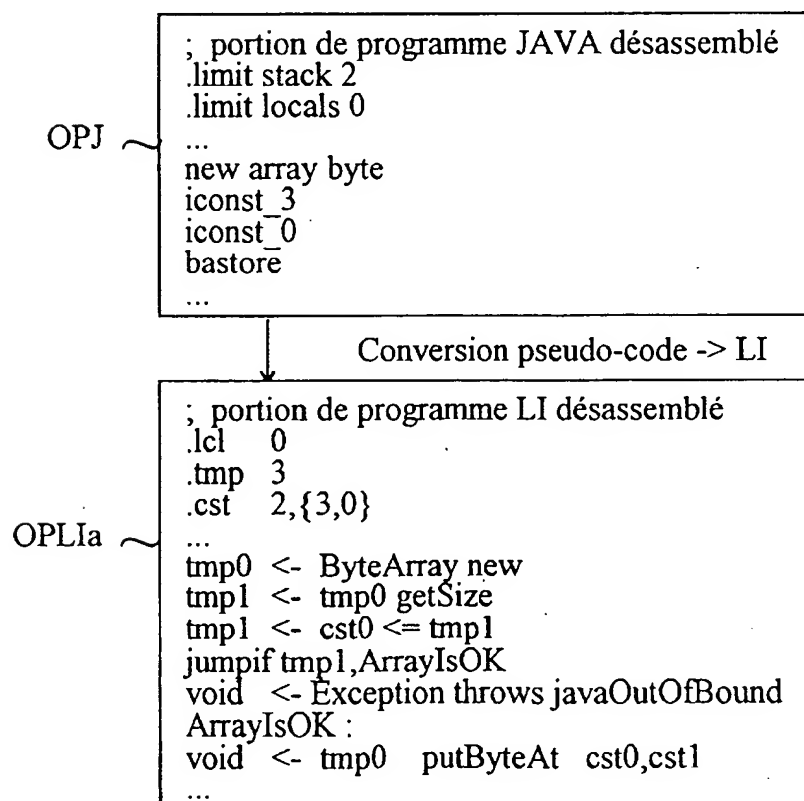 ; portion de programme JAVA désassemblé
.limit stack 2
.limit locals 0
OPJ
...
new array byte
iconst_3
iconst_0
bastore
...
Conversion pseudo-code -> LI
; portion de programme LI désassemblé
.lcl 0
.tmp 3
.cst 2,{3,0}
OPLIa
...
tmp0 <- ByteArray new
tmp1 <- tmp0 getSize
tmp1 <- cst0 <= tmp1
jumpif tmp1,ArrayIsOK
void <- Exception throws javaOutOfBound
ArrayIsOK :
void <- tmp0 putByteAt cst0,cst1
...